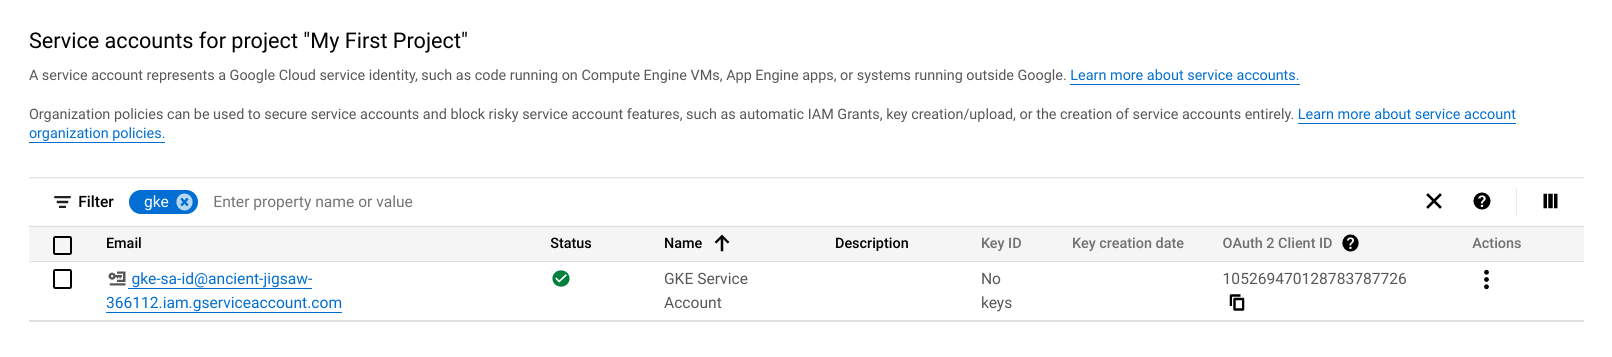 Service accounts for project "My First Project"
A service account represents a Google Cloud service identity, such as code running on Compute Engine VMs, App Engine apps, or systems running outside Google. Learn more about service accounts.
Organization policies can be used to secure service accounts and block risky service account features, such as automatic IAM Grants, key creation/upload, or the creation of service accounts entirely. Learn more about service account
organization policies.
Filter gke Enter property name or value
Email Status Name Description Key ID Key creation date OAuth 2 Client ID Actions
gke-sa-id@ancient-jigsaw- GKE Service No 105269470128783787726
366112.iam.gserviceaccount.com Account keys